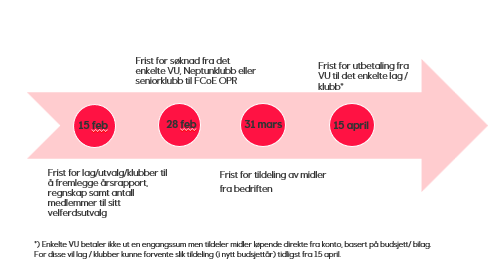 Frist for søknad fra det
enkelte VU, Neptunklubb eller
seniorklubb til FCoE OPR
Frist for utbetaling fra
VU til det enkelte lag /
klubb*
15 feb
28 feb
31 mars
15 april
Frist for lag/utvalg/klubber til
å fremlegge årsrapport,
regnskap samt antall
medlemmer til sitt
velferdsutvalg
Frist for tildeling av midler
fra bedriften
*) Enkelte VU betaler ikke ut en engangssum men tildeler midler løpende direkte fra konto, basert på budsjett/ bilag.
For disse vil lag / klubber kunne forvente slik tildeling (i nytt budsjettår) tidligst fra 15 april.